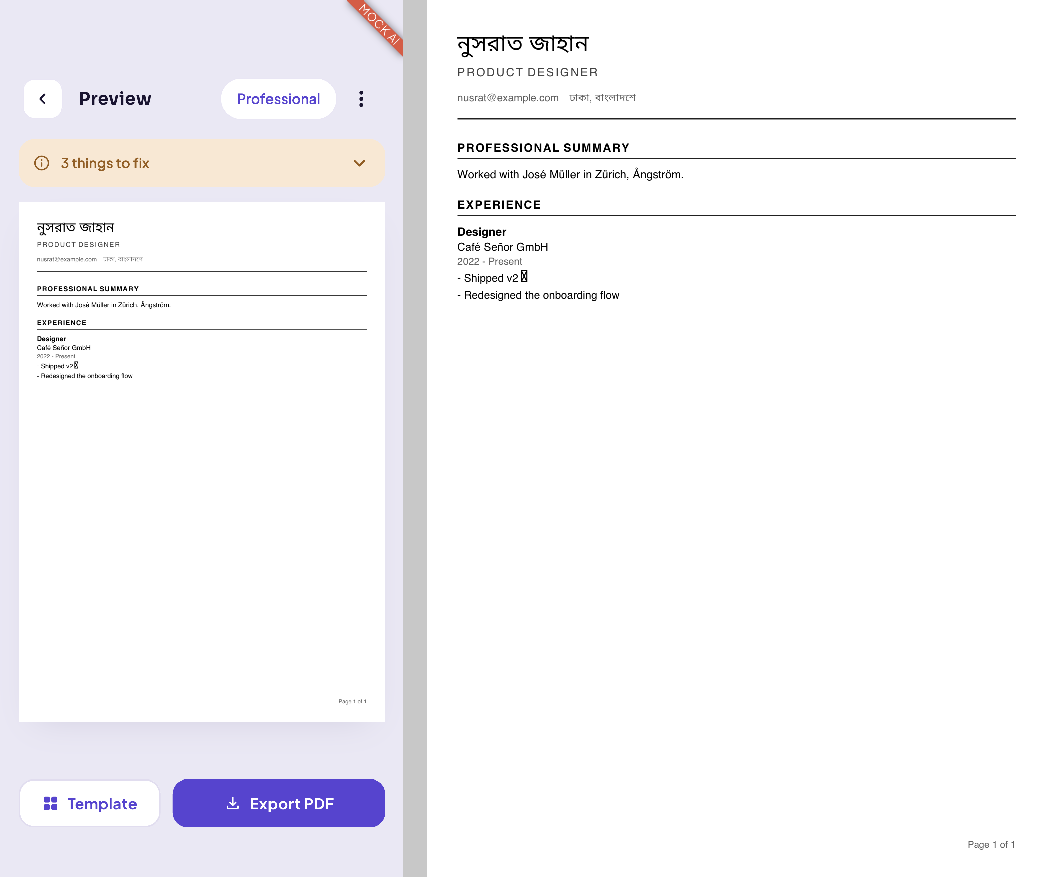 MOCK AI
Preview
Professional
3 things to fix
নুসরাত জাহান
PRODUCT DESIGNER
nusrat@example.com ঢাকা, বাংলাদেশে
PROFESSIONAL SUMMARY
Worked with José Müller in Zürich, Ångström.
EXPERIENCE
Designer
Café Señor GmbH
2022 - Present
- Shipped v2
- Redesigned the onboarding flow
Page 1 of 1
Template
Export PDF
নুসরাত জাহান
PRODUCT DESIGNER
nusrat@example.com ঢাকা, বাংলাদেশে
PROFESSIONAL SUMMARY
Worked with José Müller in Zürich, Ångström.
EXPERIENCE
Designer
Café Señor GmbH
2022 - Present
- Shipped v2
- Redesigned the onboarding flow
Page 1 of 1